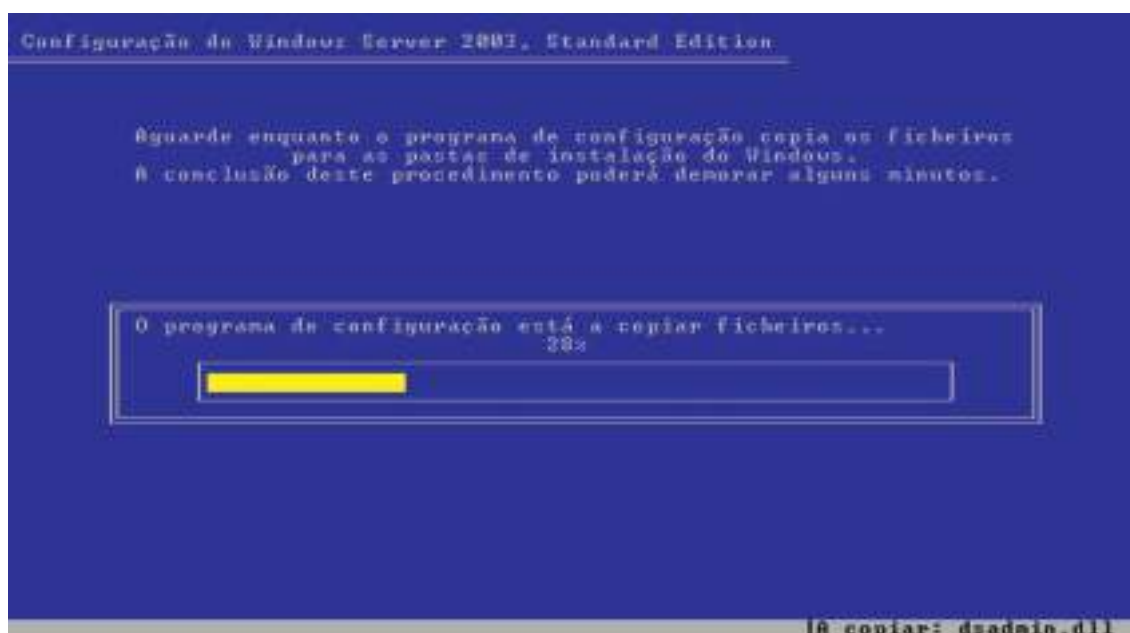 Configuração do Windows Server 2003, Standard Edition
Aguarde enquanto o programa de configuração copia os ficheiros
para as pastas de instalação do Windows.
A conclusão deste procedimento poderá demorar alguns minutos.
O programa de configuração está a copiar ficheiros...
28%
A copiar: dsadmin.dll